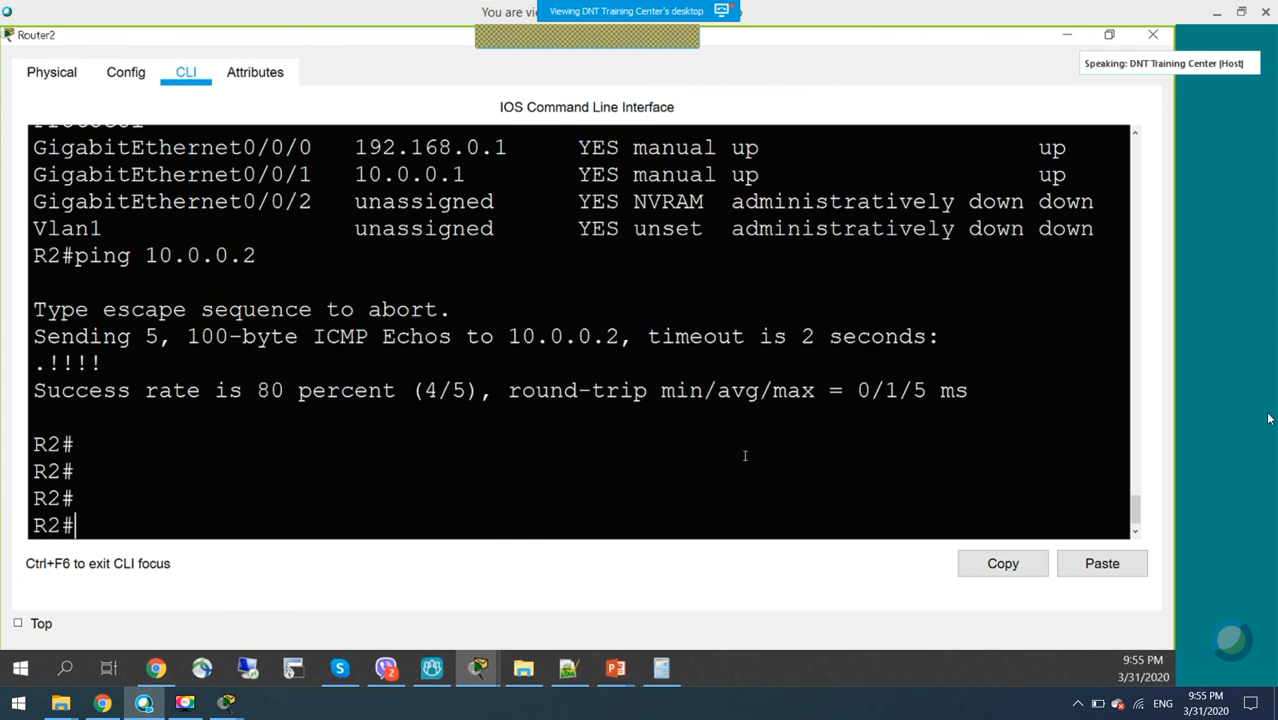 You are vie
Viewing DNT Training Center's desktop
Router2
Speaking: DNT Training Center (Host)
Physical
Config
CLI
Attributes
IOS Command Line Interface
Protocol
GigabitEthernet0/0/0 192.168.0.1 YES manual up up
GigabitEthernet0/0/1 10.0.0.1 YES manual up up
GigabitEthernet0/0/2 unassigned YES NVRAM administratively down down
Vlan1 unassigned YES unset administratively down down
R2#ping 10.0.0.2
Type escape sequence to abort.
Sending 5, 100-byte ICMP Echos to 10.0.0.2, timeout is 2 seconds:
.!!!!
Success rate is 80 percent (4/5), round-trip min/avg/max = 0/1/5 ms
R2#
R2#
R2#
R2#
Ctrl+F6 to exit CLI focus
Copy
Paste
Top
2
9:55 PM
3/31/2020
ENG
9:55 PM
3/31/2020